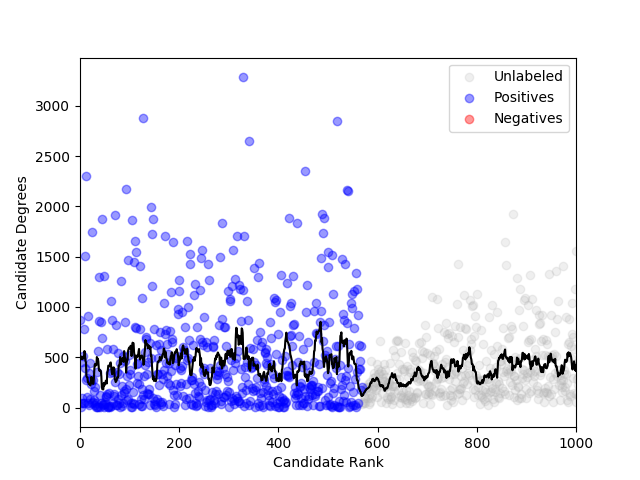 Unlabeled
Positives
Negatives
3000
2500
2000
1500
1000
500
0
Candidate Degrees
0 200 400 600 800 1000
Candidate Rank